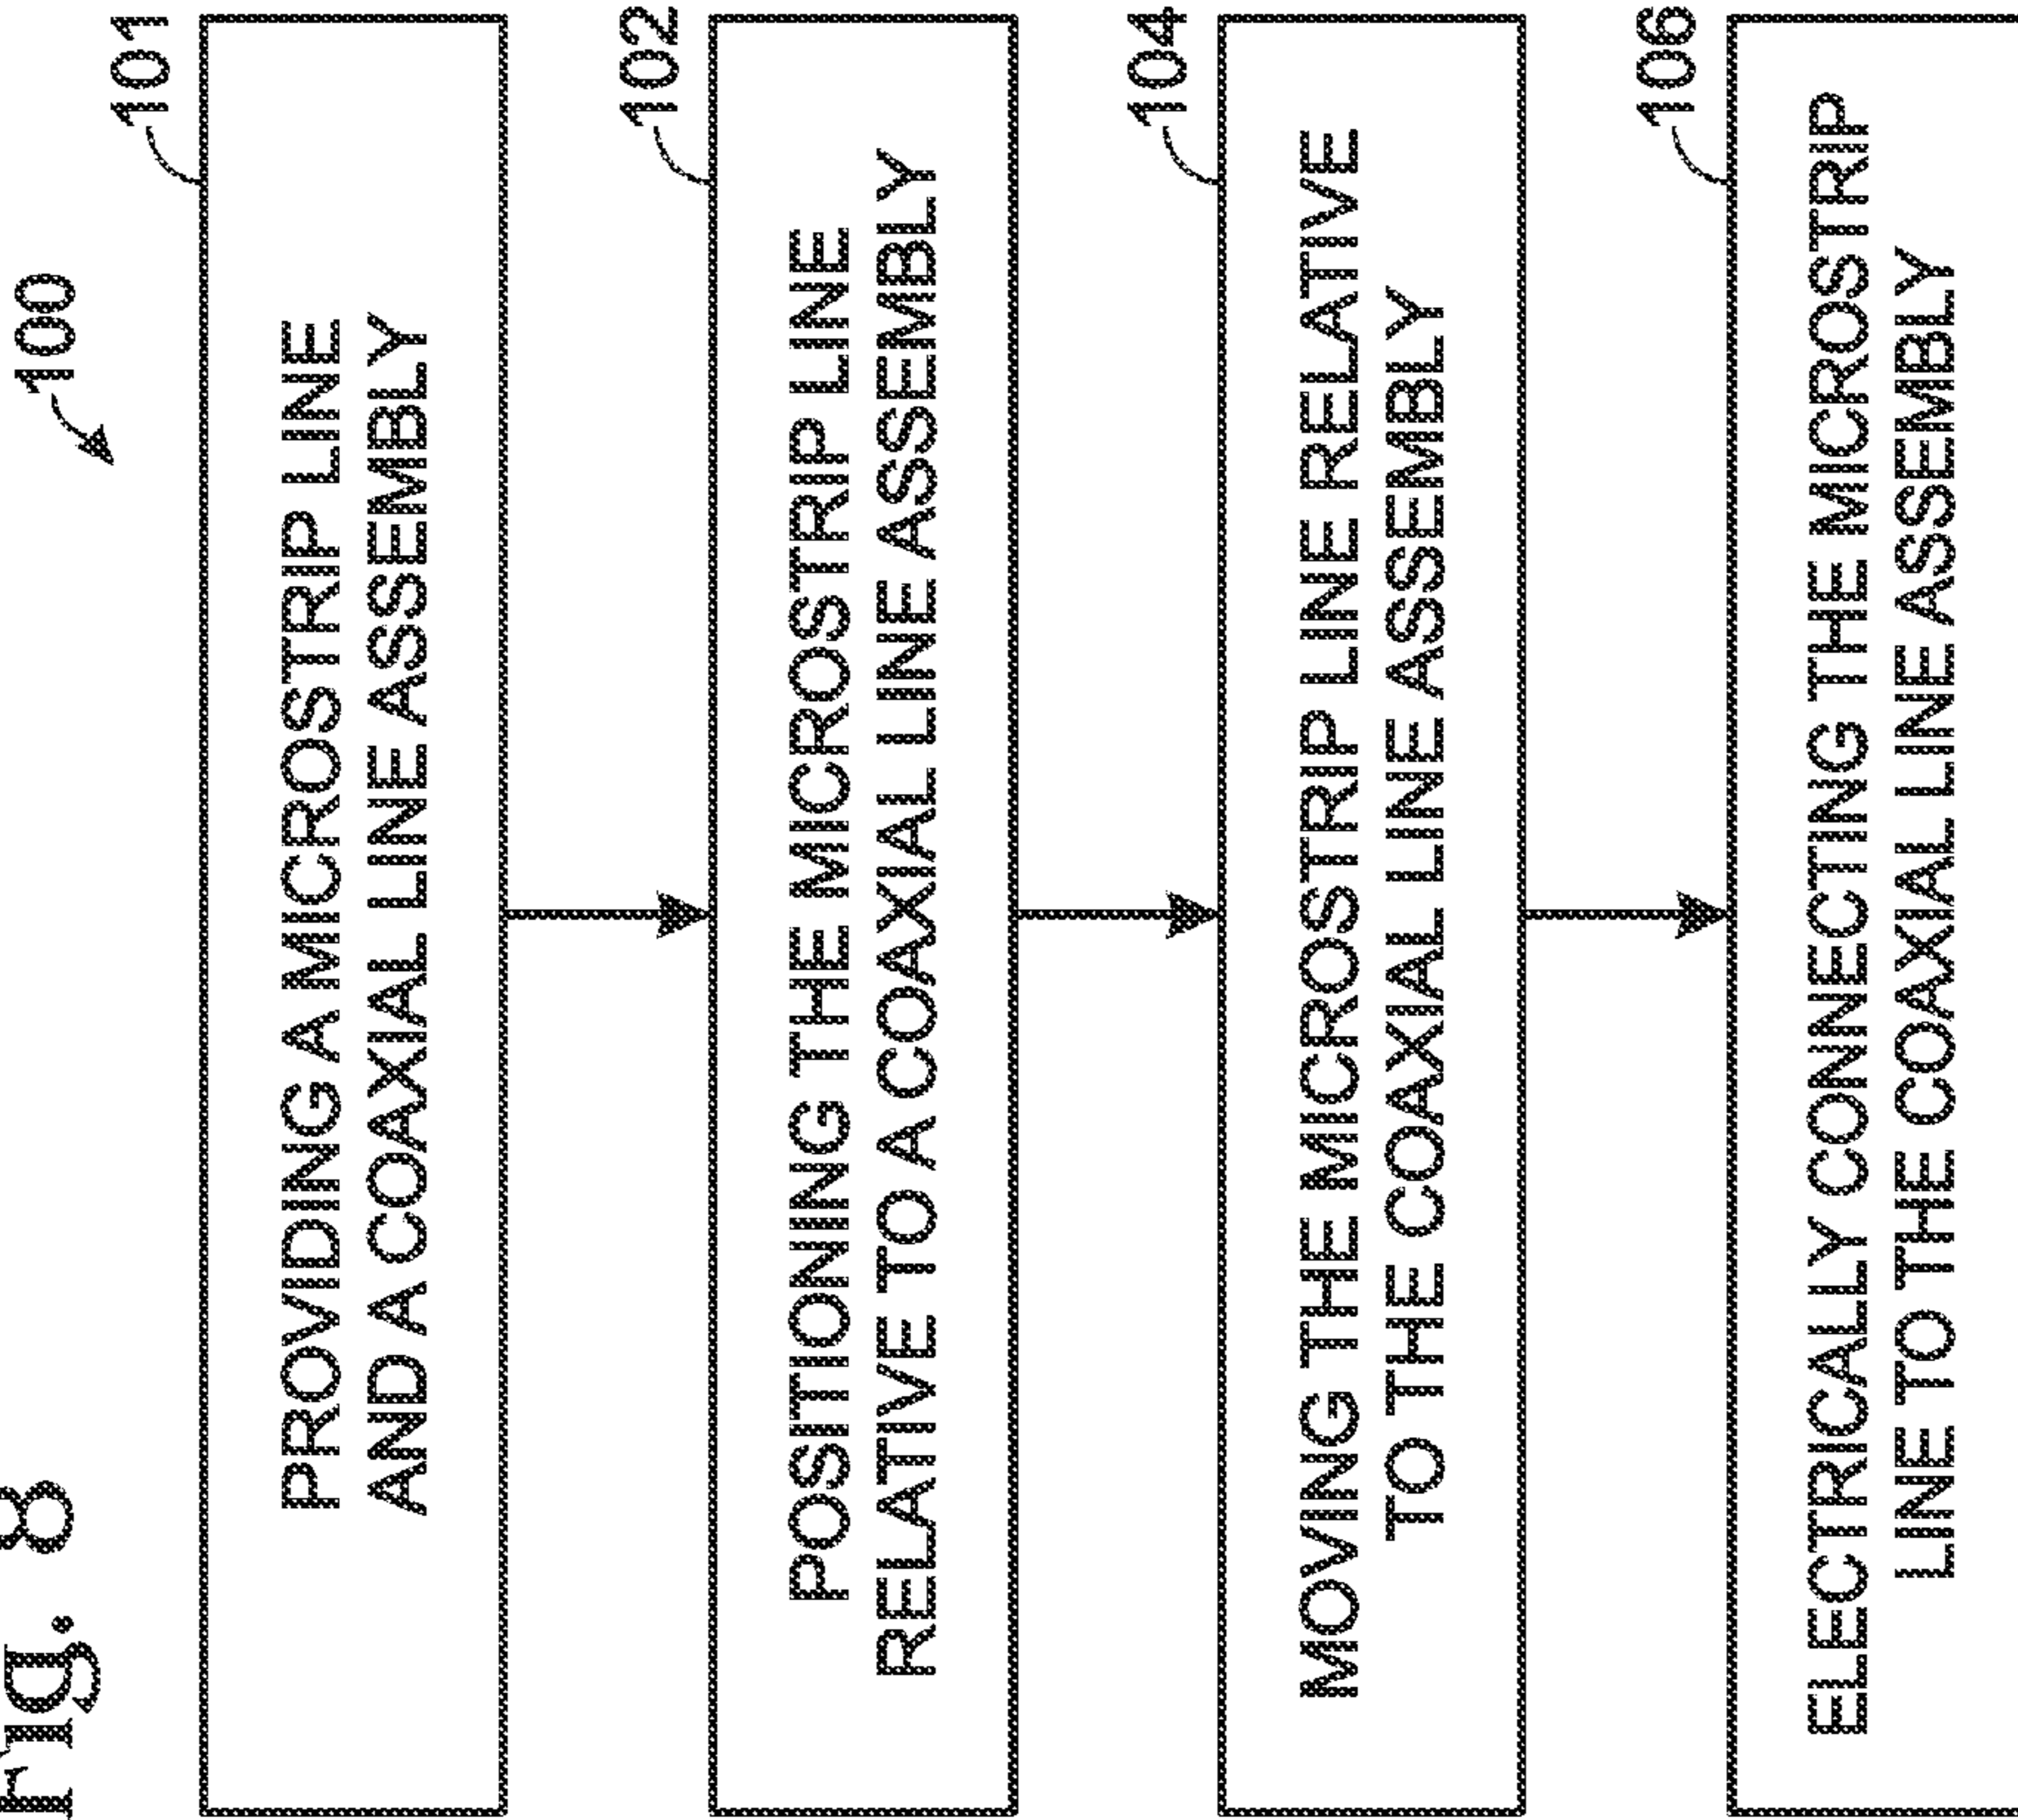 Fig. 8
100
101
PROVIDING A MICROSTRIP LINE
AND A COAXIAL LINE ASSEMBLY
102
POSITIONING THE MICROSTRIP LINE
RELATIVE TO A COAXIAL LINE ASSEMBLY
104
MOVING THE MICROSTRIP LINE RELATIVE
TO THE COAXIAL LINE ASSEMBLY
106
ELECTRICALLY CONNECTING THE MICROSTRIP
LINE TO THE COAXIAL LINE ASSEMBLY